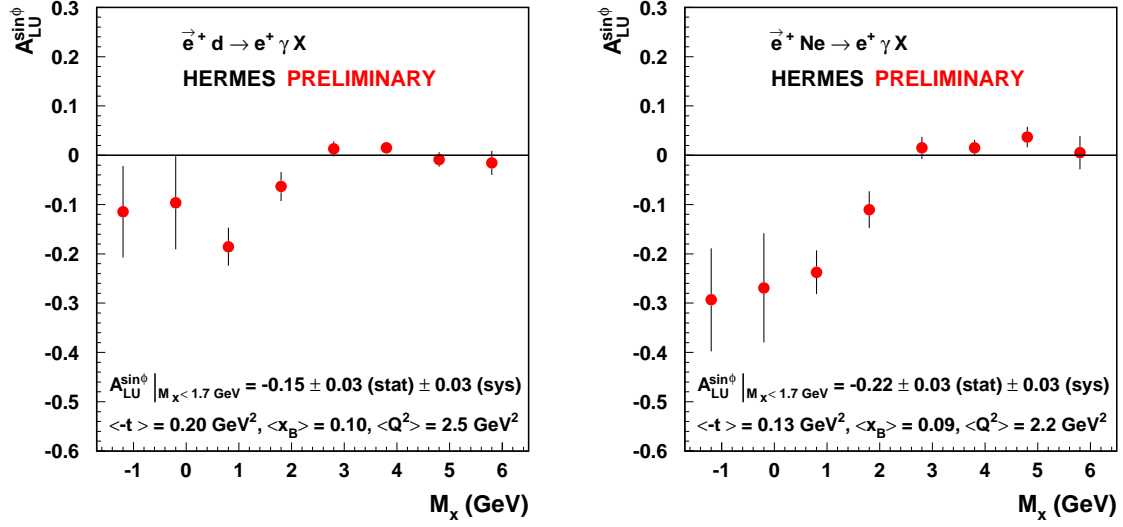 A_LU^sinϕ
0.3
0.2
0.1
0
-0.1
-0.2
-0.3
-0.4
-0.5
-0.6
e⃗⁺ d → e⁺ γ X
HERMES PRELIMINARY
A_LU^sinϕ|_{M_x< 1.7 GeV} = -0.15 ± 0.03 (stat) ± 0.03 (sys)
<-t > = 0.20 GeV², <x_B> = 0.10, <Q²> = 2.5 GeV²
-1 0 1 2 3 4 5 6
M_x (GeV)
A_LU^sinϕ
0.3
0.2
0.1
0
-0.1
-0.2
-0.3
-0.4
-0.5
-0.6
e⃗⁺ Ne → e⁺ γ X
HERMES PRELIMINARY
A_LU^sinϕ|_{M_x< 1.7 GeV} = -0.22 ± 0.03 (stat) ± 0.03 (sys)
<-t > = 0.13 GeV², <x_B> = 0.09, <Q²> = 2.2 GeV²
-1 0 1 2 3 4 5 6
M_x (GeV)